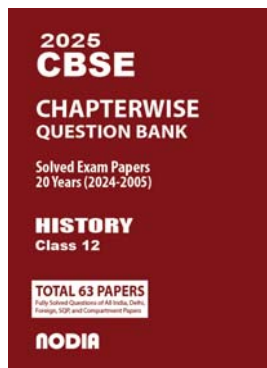 2025
CBSE
CHAPTERWISE
QUESTION BANK
Solved Exam Papers
20 Years (2024-2005)
HISTORY
Class 12
TOTAL 63 PAPERS
Fully Solved Questions of All India, Delhi,
Foreign, SQP, and Compartment Papers
NODIA